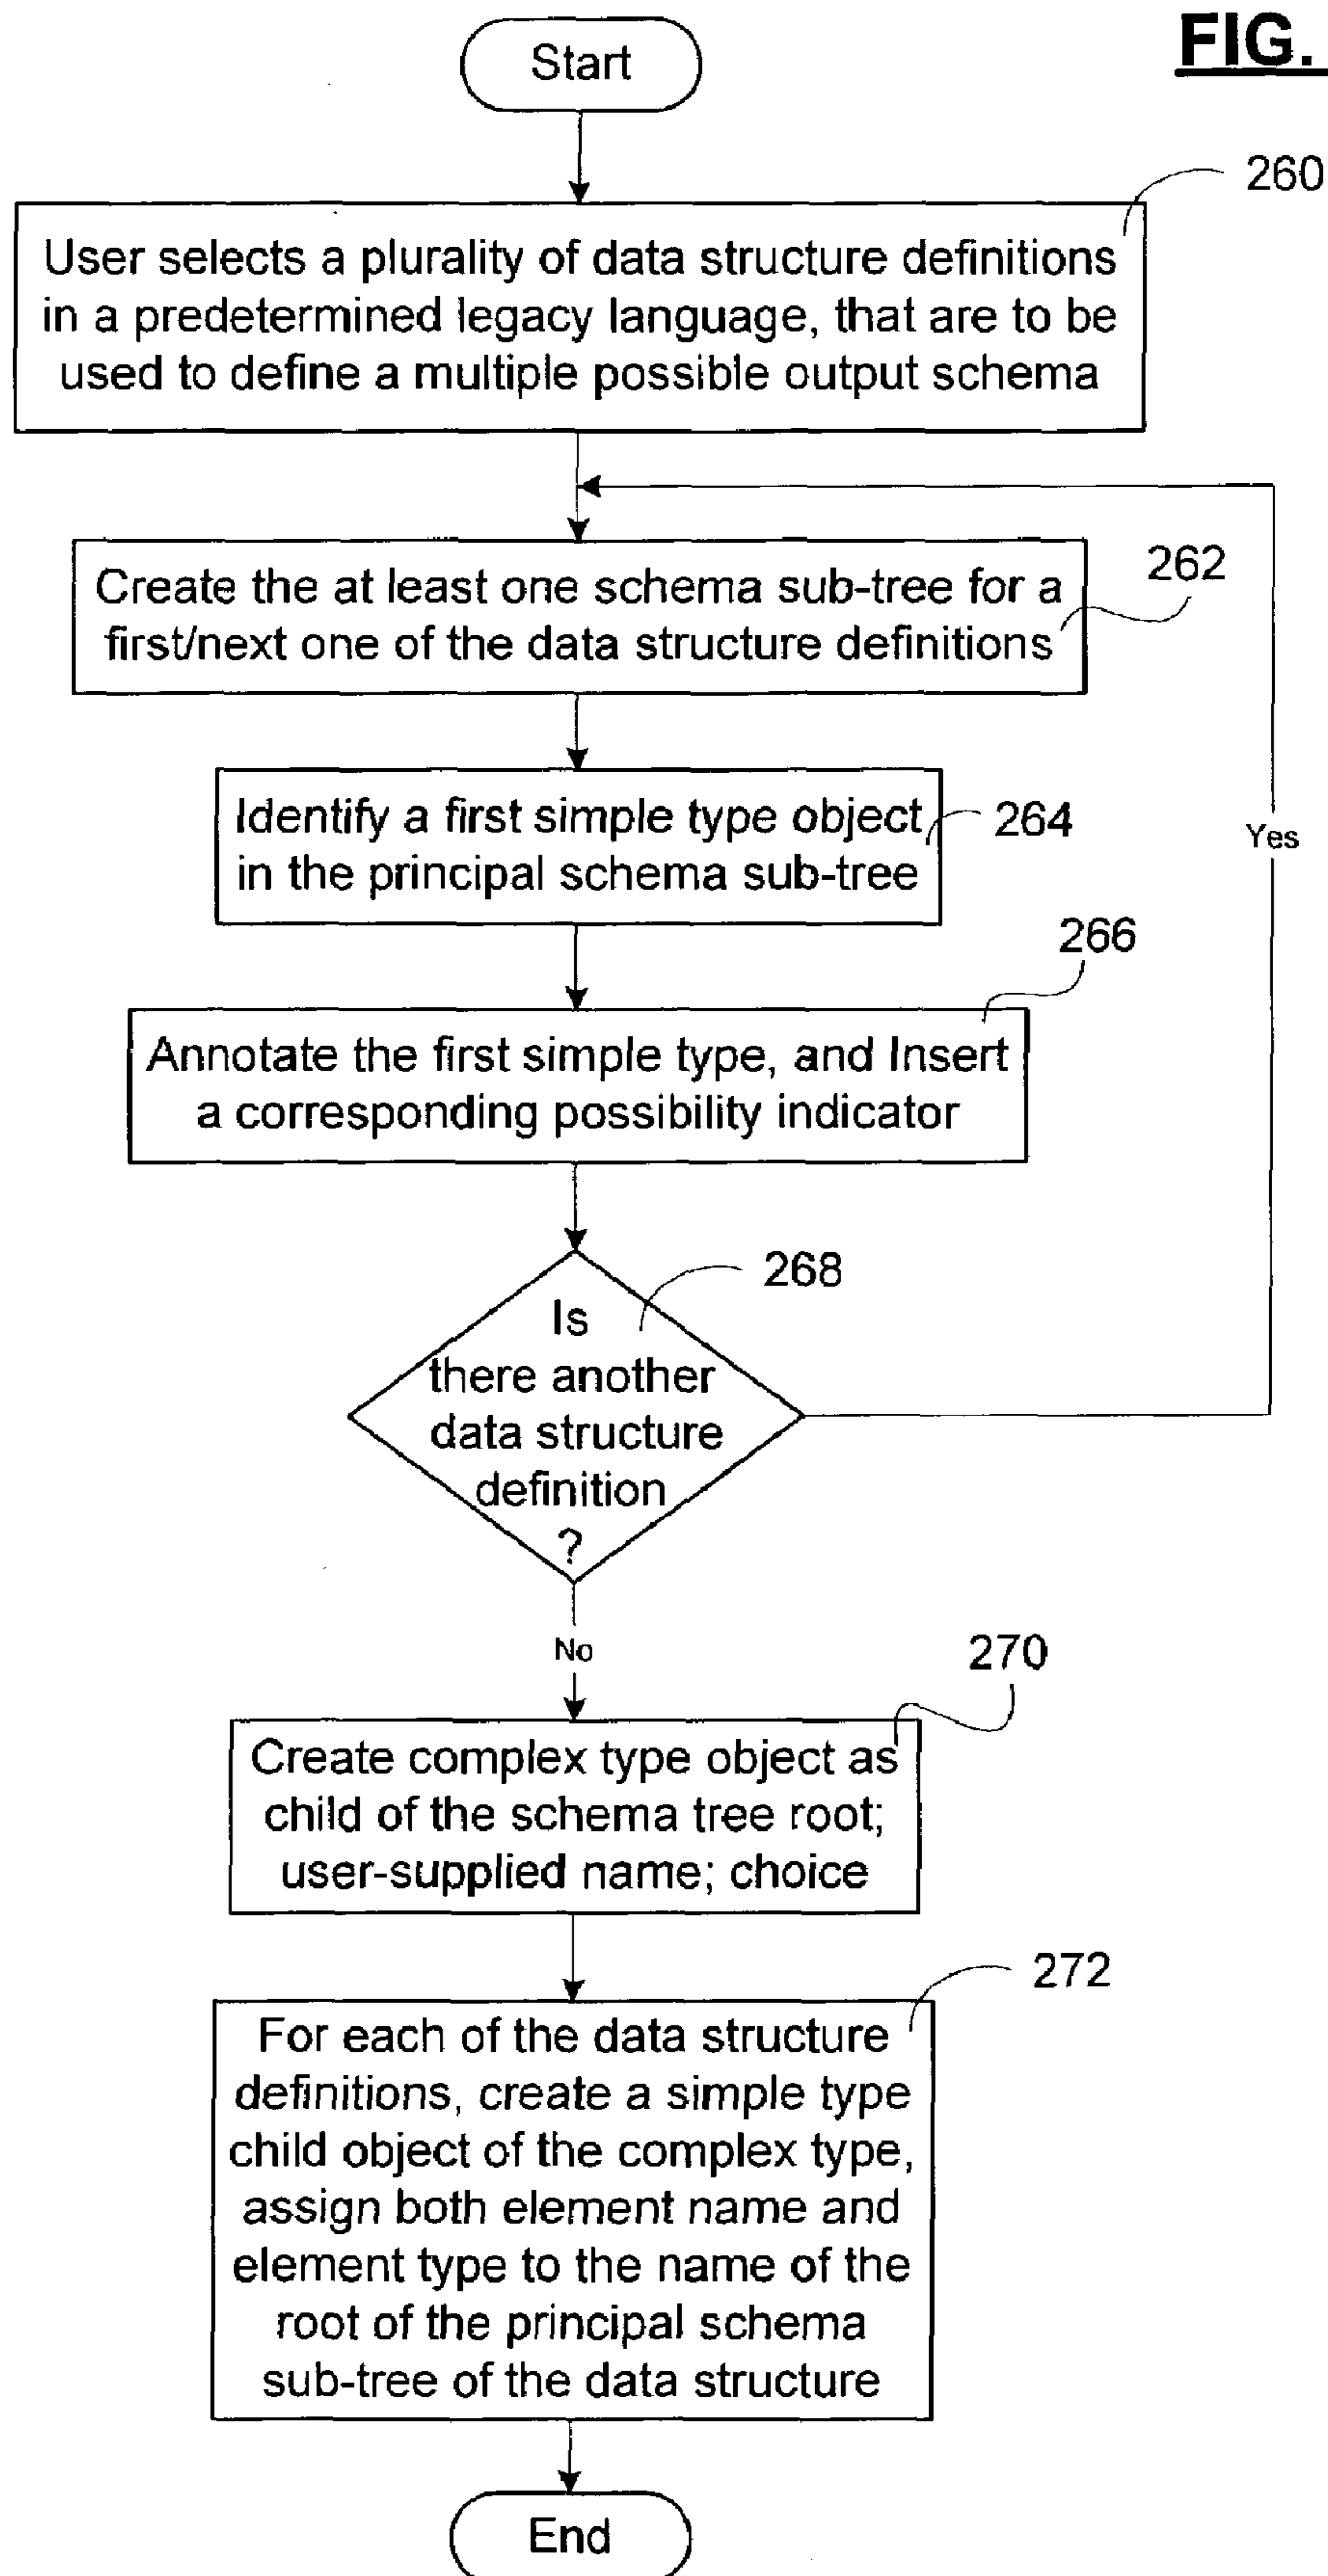 FIG.
Start
260
User selects a plurality of data structure definitions
in a predetermined legacy language, that are to be
used to define a multiple possible output schema
262
Create the at least one schema sub-tree for a
first/next one of the data structure definitions
Identify a first simple type object
in the principal schema sub-tree
264
Yes
266
Annotate the first simple type, and Insert
a corresponding possibility indicator
268
Is
there another
data structure
definition
?
No
270
Create complex type object as
child of the schema tree root;
user-supplied name; choice
272
For each of the data structure
definitions, create a simple type
child object of the complex type,
assign both element name and
element type to the name of the
root of the principal schema
sub-tree of the data structure
End